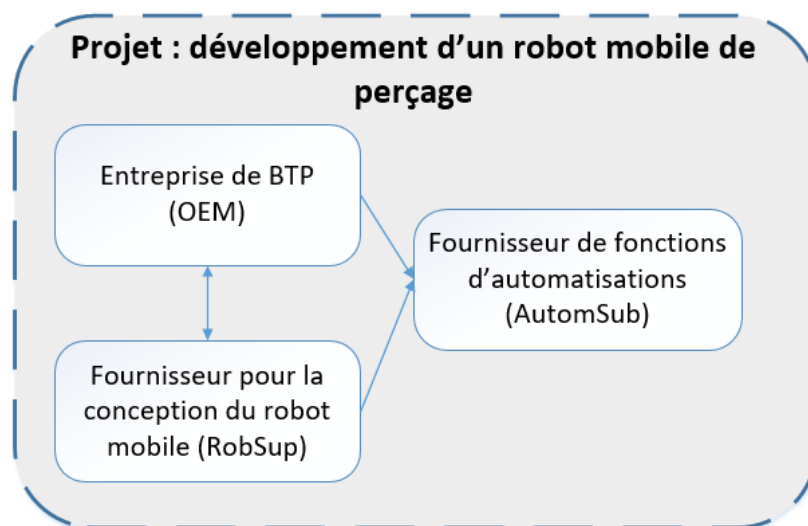 Projet : développement d’un robot mobile de
perçage
Entreprise de BTP
(OEM)
Fournisseur de fonctions
d’automatisations
(AutomSub)
Fournisseur pour la
conception du robot
mobile (RobSup)